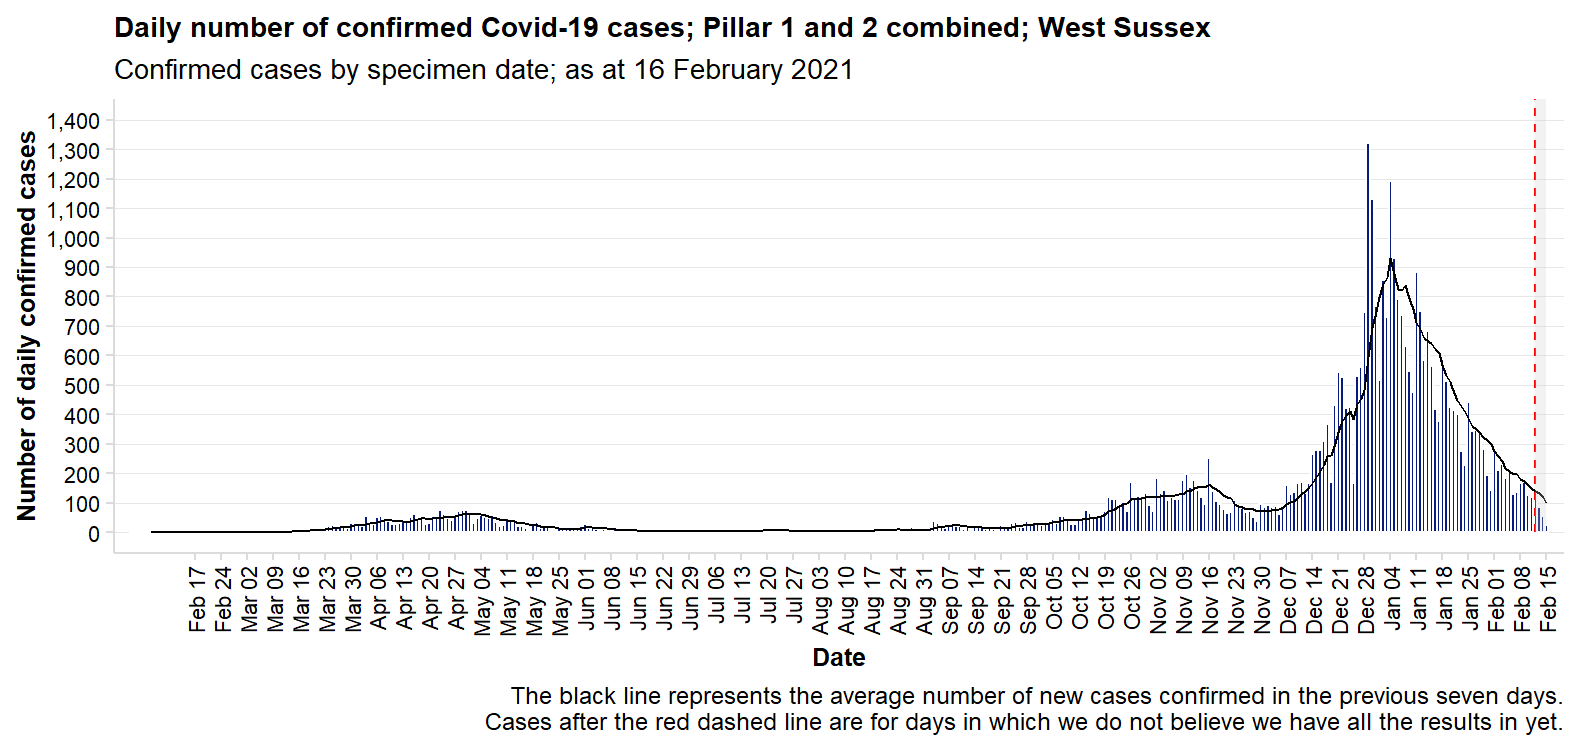 Daily number of confirmed Covid-19 cases; Pillar 1 and 2 combined; West Sussex
Confirmed cases by specimen date; as at 16 February 2021
Number of daily confirmed cases
1,400
1,300
1,200
1,100
1,000
900
800
700
600
500
400
300
200
100
0
Feb 17
Feb 24
Mar 02
Mar 09
Mar 16
Mar 23
Mar 30
Apr 06
Apr 13
Apr 20
Apr 27
May 04
May 11
May 18
May 25
Jun 01
Jun 08
Jun 15
Jun 22
Jun 29
Jul 06
Jul 13
Jul 20
Jul 27
Aug 03
Aug 10
Aug 17
Aug 24
Aug 31
Sep 07
Sep 14
Sep 21
Sep 28
Oct 05
Oct 12
Oct 19
Oct 26
Nov 02
Nov 09
Nov 16
Nov 23
Nov 30
Dec 07
Dec 14
Dec 21
Dec 28
Jan 04
Jan 11
Jan 18
Jan 25
Feb 01
Feb 08
Feb 15
Date
The black line represents the average number of new cases confirmed in the previous seven days.
Cases after the red dashed line are for days in which we do not believe we have all the results in yet.